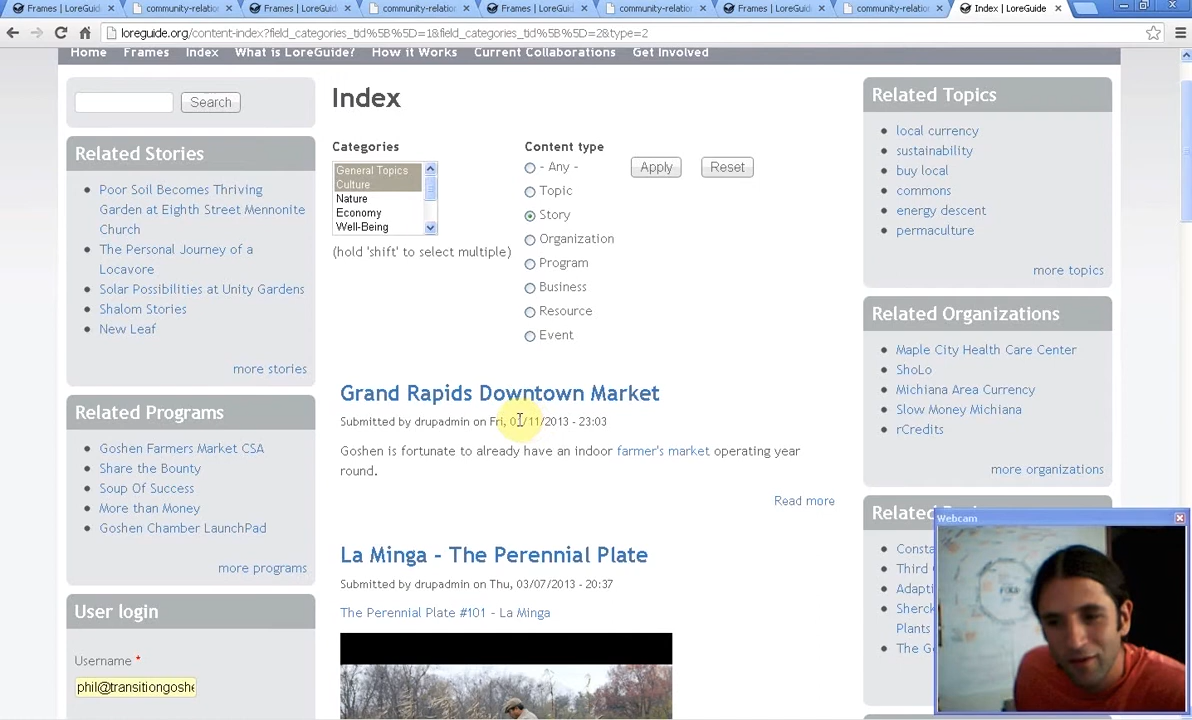 Frames | LoreGuide
community-relation
Frames | LoreGuide
community-relation
Frames | LoreGuid
community-relation
Frames | LoreGuid
community-relation
Index | LoreGuide
loreguide.org/content-index?field_categories_tid%5B%5D=1&field_categories_tid%5B%5D=2&type=2
Home
Frames
Index
What is LoreGuide?
How it Works
Current Collaborations
Get Involved
Search
Related Stories
Poor Soil Becomes Thriving
Garden at Eighth Street Mennonite
Church
The Personal Journey of a
Locavore
Solar Possibilities at Unity Gardens
Shalom Stories
New Leaf
more stories
Related Programs
Goshen Farmers Market CSA
Share the Bounty
Soup Of Success
More than Money
Goshen Chamber LaunchPad
more programs
User login
Username *
phil@transitiongoshe
Index
Categories
General Topics
Culture
Nature
Economy
Well-Being
(hold 'shift' to select multiple)
Content type
- Any -
Topic
Story
Organization
Program
Business
Resource
Event
Apply
Reset
Grand Rapids Downtown Market
Submitted by drupadmin on Fri, /11/2013 - 23:03
Goshen is fortunate to already have an indoor farmer's market operating year
round.
Read more
La Minga - The Perennial Plate
Submitted by drupadmin on Thu, 03/07/2013 - 20:37
The Perennial Plate #101 - La Minga
Related Topics
local currency
sustainability
buy local
commons
energy descent
permaculture
more topics
Related Organizations
Maple City Health Care Center
ShoLo
Michiana Area Currency
Slow Money Michiana
rCredits
more organizations
Related
Consta
Third
Adapti
Sherck
Plants
The G
Webcam